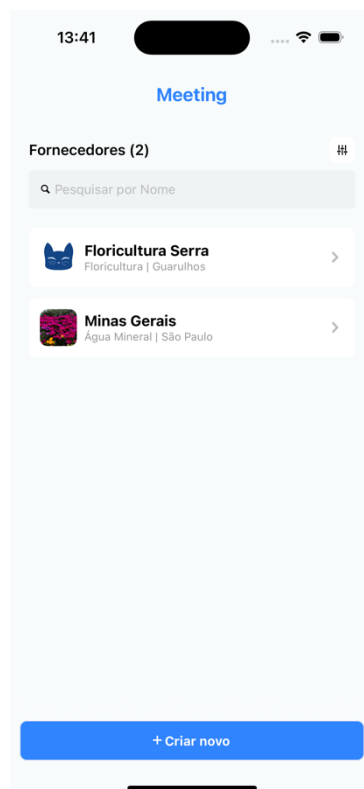 13:41
Meeting
Fornecedores (2)
Pesquisar por Nome
Floricultura Serra
Floricultura | Guarulhos
Minas Gerais
Água Mineral | São Paulo
+ Criar novo